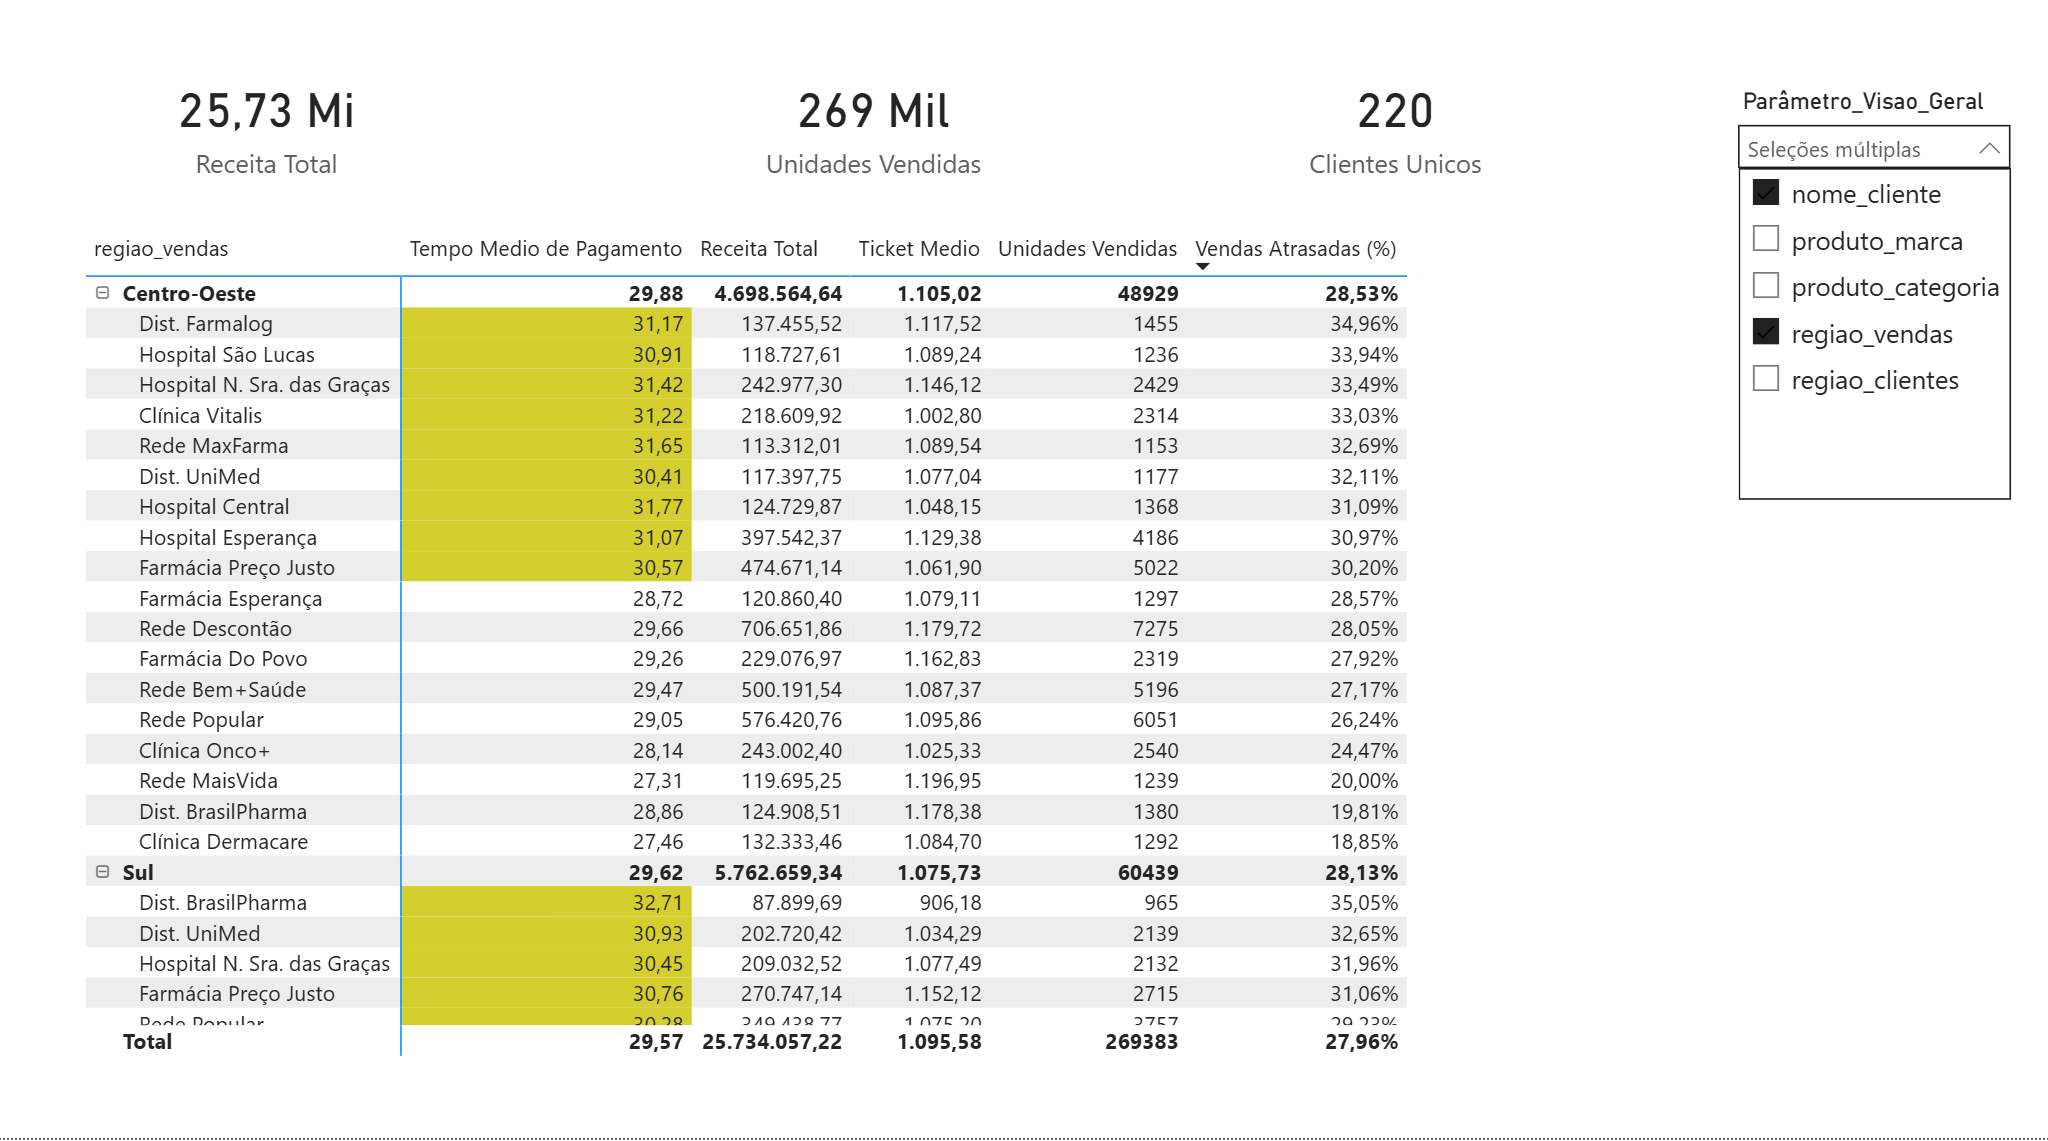 25,73 Mi
Receita Total
269 Mil
Unidades Vendidas
220
Clientes Unicos
Parâmetro_Visao_Geral
Seleções múltiplas
nome_cliente
produto_marca
produto_categoria
regiao_vendas
regiao_clientes
regiao_vendas Tempo Medio de Pagamento Receita Total Ticket Medio Unidades Vendidas Vendas Atrasadas (%)
Centro-Oeste 29,88 4.698.564,64 1.105,02 48929 28,53%
Dist. Farmalog 31,17 137.455,52 1.117,52 1455 34,96%
Hospital São Lucas 30,91 118.727,61 1.089,24 1236 33,94%
Hospital N. Sra. das Graças 31,42 242.977,30 1.146,12 2429 33,49%
Clínica Vitalis 31,22 218.609,92 1.002,80 2314 33,03%
Rede MaxFarma 31,65 113.312,01 1.089,54 1153 32,69%
Dist. UniMed 30,41 117.397,75 1.077,04 1177 32,11%
Hospital Central 31,77 124.729,87 1.048,15 1368 31,09%
Hospital Esperança 31,07 397.542,37 1.129,38 4186 30,97%
Farmácia Preço Justo 30,57 474.671,14 1.061,90 5022 30,20%
Farmácia Esperança 28,72 120.860,40 1.079,11 1297 28,57%
Rede Descontão 29,66 706.651,86 1.179,72 7275 28,05%
Farmácia Do Povo 29,26 229.076,97 1.162,83 2319 27,92%
Rede Bem+Saúde 29,47 500.191,54 1.087,37 5196 27,17%
Rede Popular 29,05 576.420,76 1.095,86 6051 26,24%
Clínica Onco+ 28,14 243.002,40 1.025,33 2540 24,47%
Rede MaisVida 27,31 119.695,25 1.196,95 1239 20,00%
Dist. BrasilPharma 28,86 124.908,51 1.178,38 1380 19,81%
Clínica Dermacare 27,46 132.333,46 1.084,70 1292 18,85%
Sul 29,62 5.762.659,34 1.075,73 60439 28,13%
Dist. BrasilPharma 32,71 87.899,69 906,18 965 35,05%
Dist. UniMed 30,93 202.720,42 1.034,29 2139 32,65%
Hospital N. Sra. das Graças 30,45 209.032,52 1.077,49 2132 31,96%
Farmácia Preço Justo 30,76 270.747,14 1.152,12 2715 31,06%
Rede Popular
Total 29,57 25.734.057,22 1.095,58 269383 27,96%